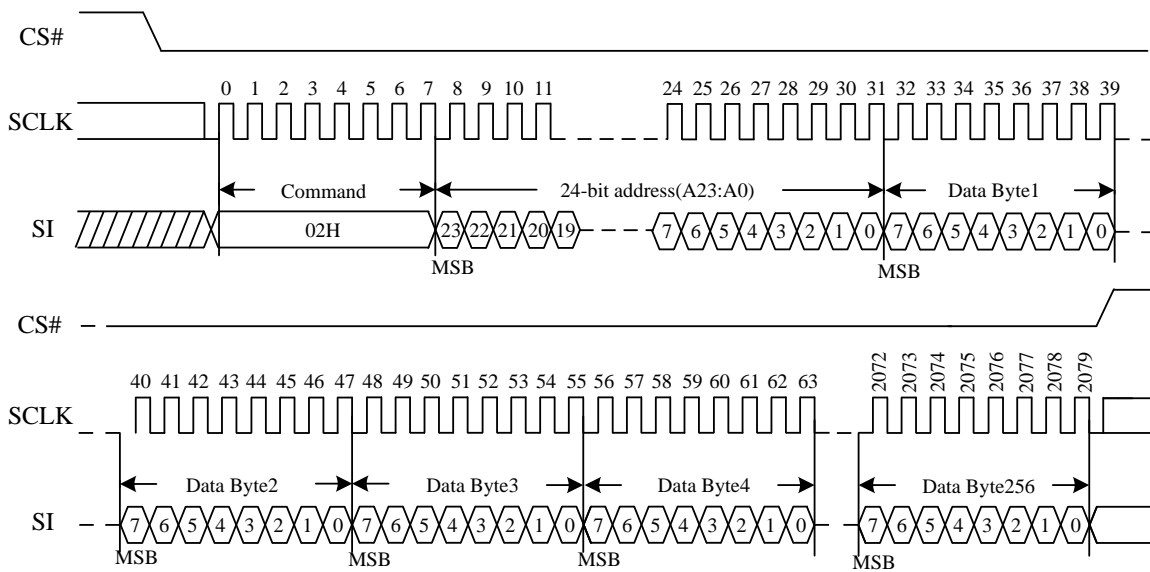 CS#
0 1 2 3 4 5 6 7 8 9 10 11 24 25 26 27 28 29 30 31 32 33 34 35 36 37 38 39
SCLK
Command 24-bit address(A23:A0) Data Byte1
SI 02H 23 22 21 20 19 7 6 5 4 3 2 1 0 7 6 5 4 3 2 1 0
MSB MSB
CS#
40 41 42 43 44 45 46 47 48 49 50 51 52 53 54 55 56 57 58 59 60 61 62 63 2072 2073 2074 2075 2076 2077 2078 2079
SCLK
Data Byte2 Data Byte3 Data Byte4 Data Byte256
SI 7 6 5 4 3 2 1 0 7 6 5 4 3 2 1 0 7 6 5 4 3 2 1 0 7 6 5 4 3 2 1 0
MSB MSB MSB MSB